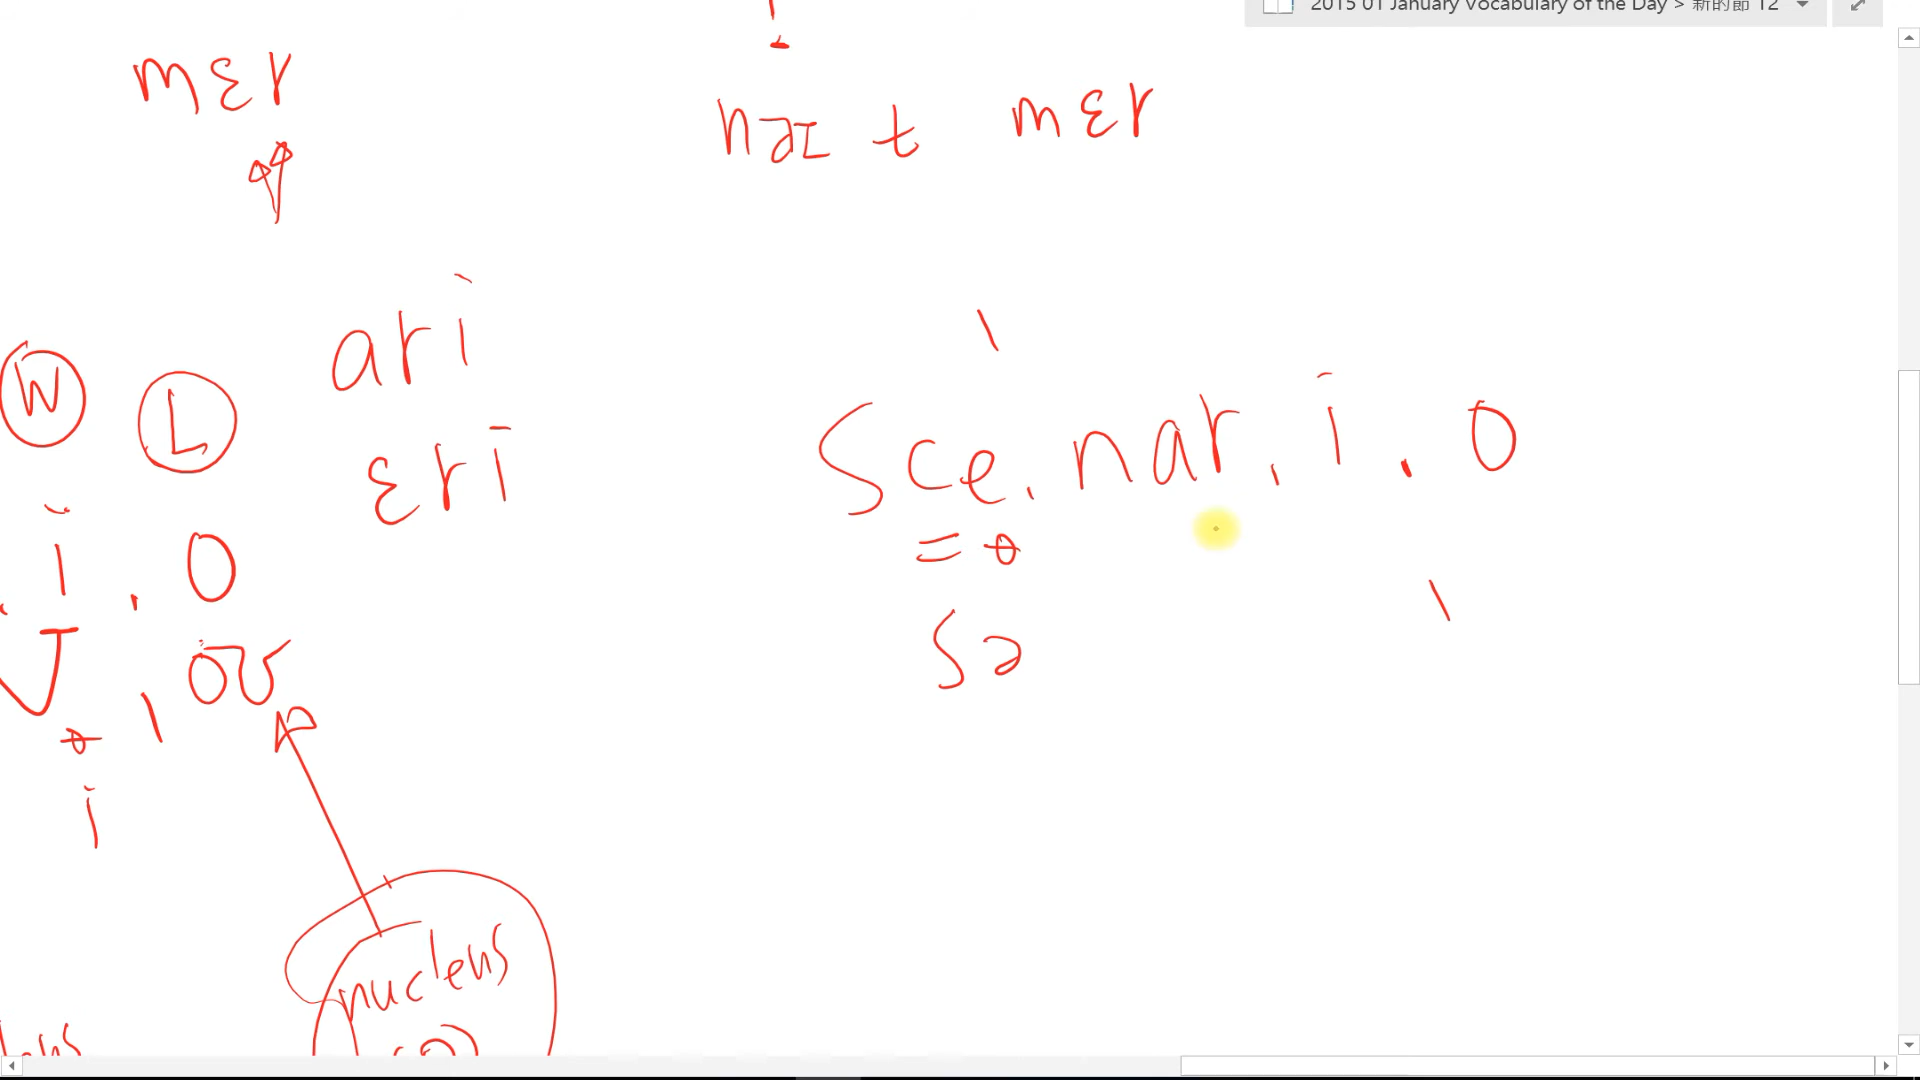 2015 01 January Vocabulary of the Day > 新的節 12
mɛr
naɪt mɛr
ari
ɛri
W L
Sce.nar.i.o
i.o
sə
oʊ
i
nucleus